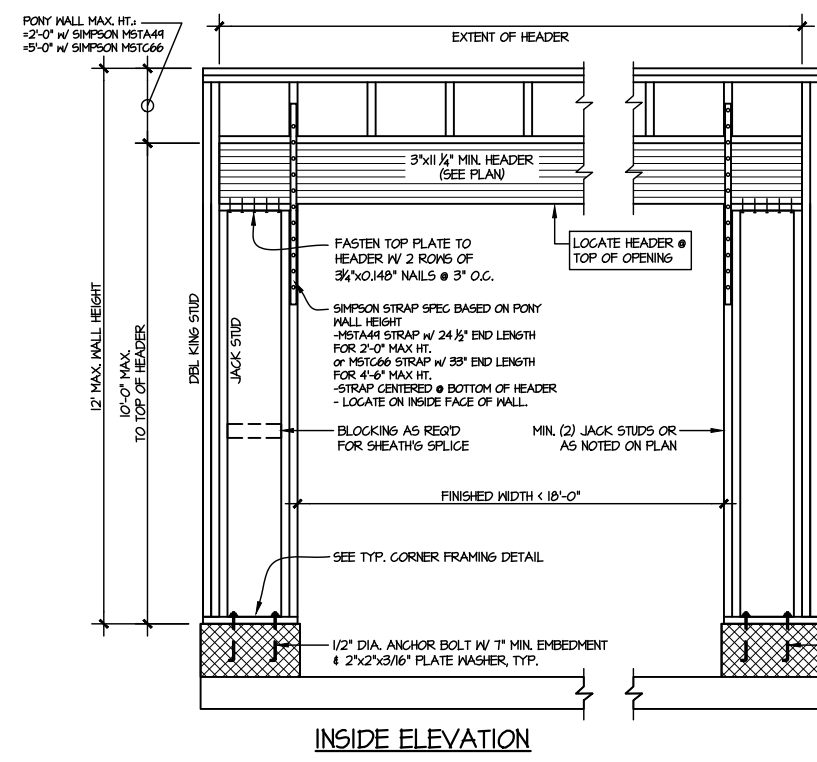 PONY WALL MAX. HT.:
=2'-0" W/ SIMPSON MSTA49
=5'-0" W/ SIMPSON MSTC66
EXTENT OF HEADER
3"x11 1/4" MIN. HEADER
(SEE PLAN)
FASTEN TOP PLATE TO
HEADER W/ 2 ROWS OF
3 1/4"x0.148" NAILS @ 3" O.C.
LOCATE HEADER @
TOP OF OPENING
SIMPSON STRAP SPEC BASED ON PONY
WALL HEIGHT
-MSTA49 STRAP w/ 24 1/2" END LENGTH
FOR 2'-0" MAX HT.
or MSTC66 STRAP w/ 33" END LENGTH
FOR 4'-6" MAX HT.
-STRAP CENTERED @ BOTTOM OF HEADER
- LOCATE ON INSIDE FACE OF WALL.
12' MAX. WALL HEIGHT
10'-0" MAX.
TO TOP OF HEADER
DBL KING STUD
JACK STUD
BLOCKING AS REQ'D
FOR SHEATH'G SPLICE
MIN. (2) JACK STUDS OR
AS NOTED ON PLAN
FINISHED WIDTH < 18'-0"
SEE TYP. CORNER FRAMING DETAIL
1/2" DIA. ANCHOR BOLT W/ 7" MIN. EMBEDMENT
& 2"x2"x3/16" PLATE WASHER, TYP.
INSIDE ELEVATION